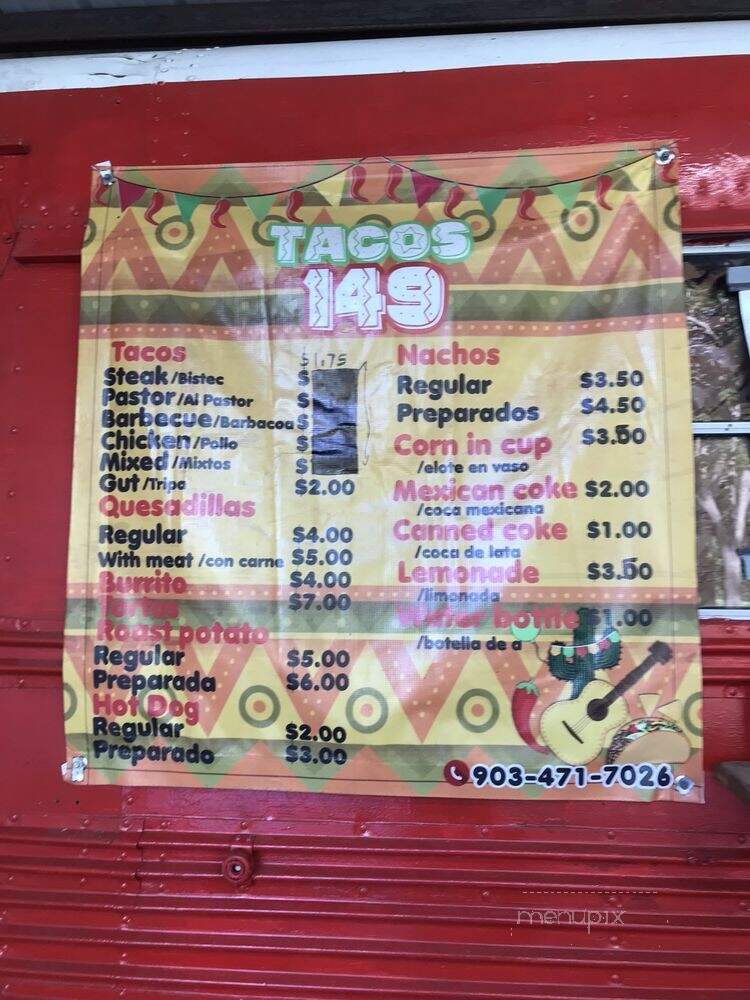 TACOS
149
Tacos
$1.75
Steak/Bistec $
Pastor/Al Pastor $
Barbecue/Barbacoa $
Chicken/Pollo $
Mixed/Mixtos $
Gut/Tripa $2.00
Quesadillas
Regular $4.00
With meat/con carne $5.00
Burrito $4.00
Tortas $7.00
Roast potato
Regular $5.00
Preparada $6.00
Hot Dog
Regular $2.00
Preparado $3.00
Nachos
Regular $3.50
Preparados $4.50
Corn in cup $3.50
/elote en vaso
Mexican coke $2.00
/coca mexicana
Canned coke $1.00
/coca de lata
Lemonade $3.50
/limonada
Water bottle $1.00
/botella de a
903-471-7026
menupix